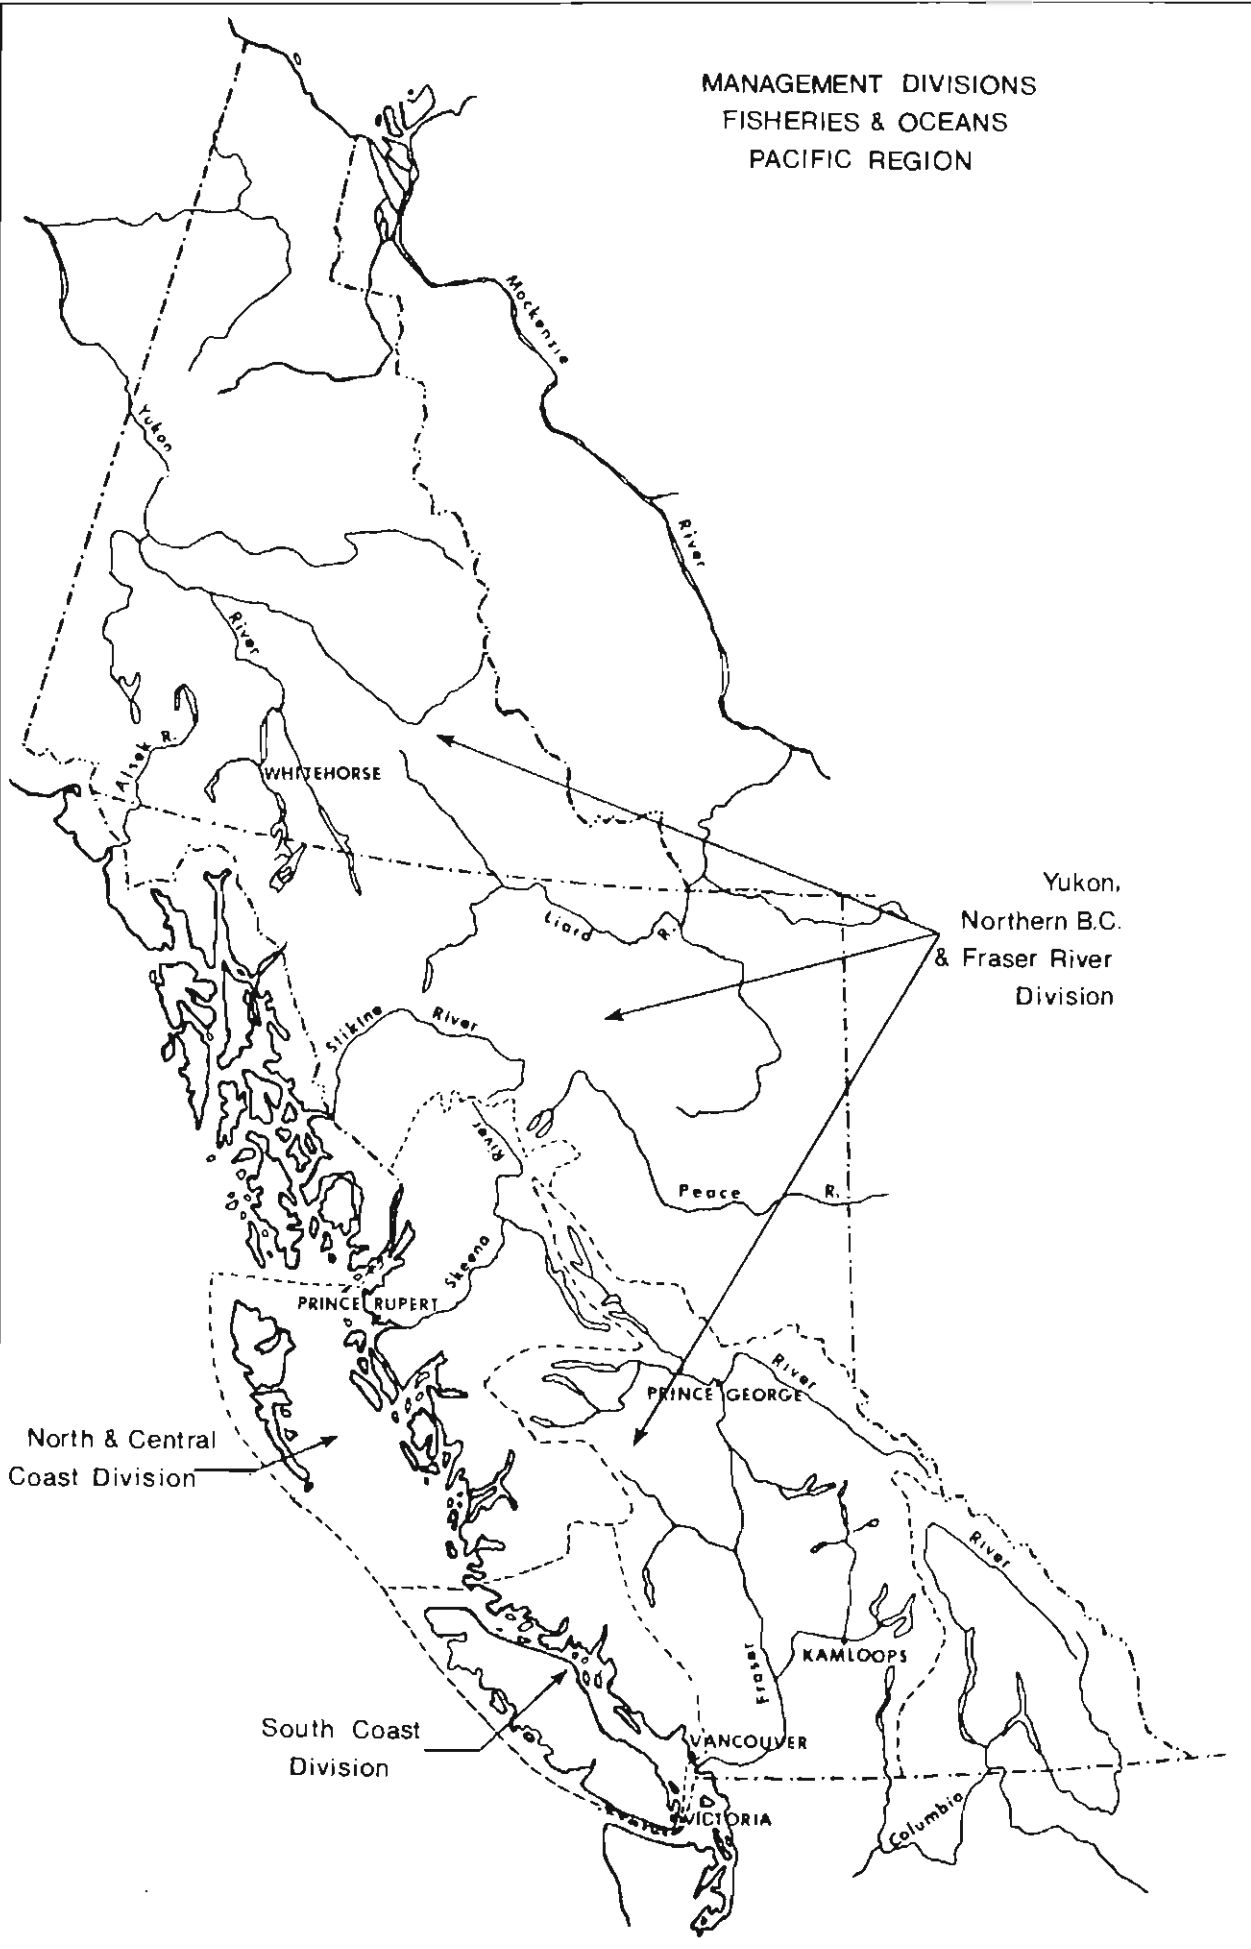 MANAGEMENT DIVISIONS
FISHERIES & OCEANS
PACIFIC REGION
Mackenzie
River
Yukon
River
Alsek R.
WHITEHORSE
Yukon,
Northern B.C.
& Fraser River
Division
Liard R.
Stikine River
River
Skeena
Peace R.
PRINCE RUPERT
PRINCE GEORGE
River
North & Central
Coast Division
River
Fraser
KAMLOOPS
South Coast
Division
VANCOUVER
VICTORIA
Columbia